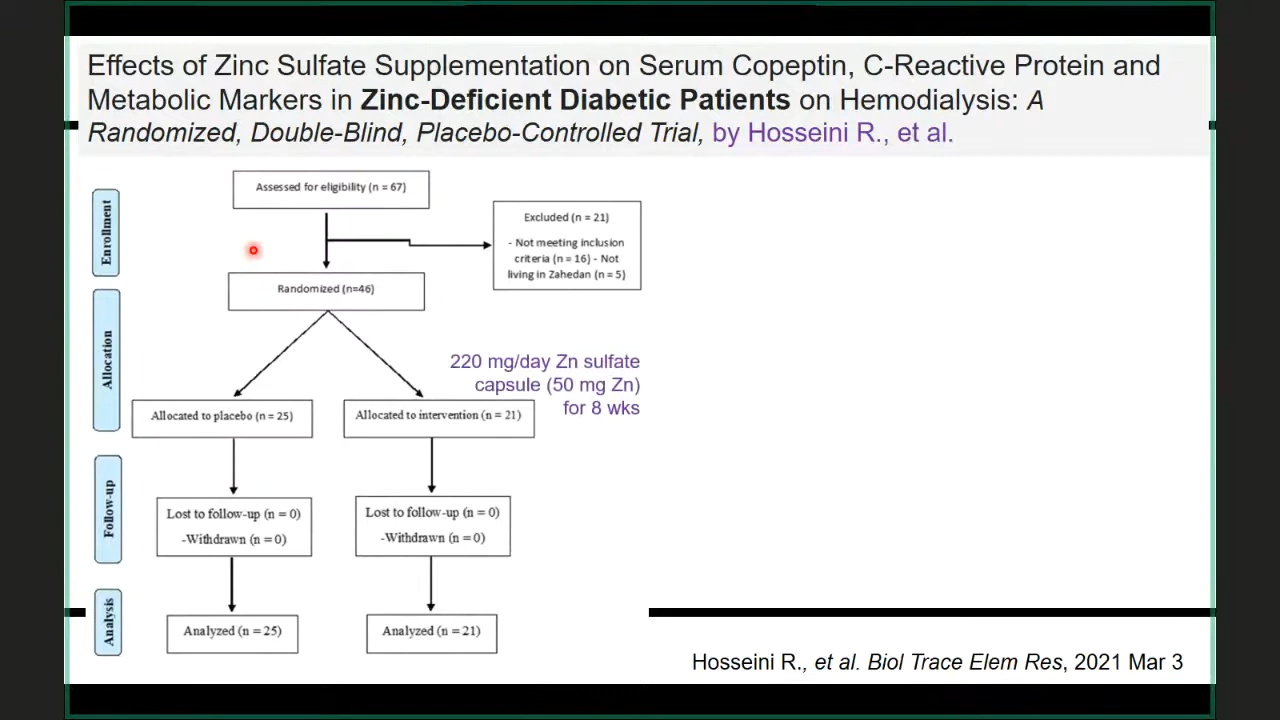 Effects of Zinc Sulfate Supplementation on Serum Copeptin, C-Reactive Protein and
Metabolic Markers in Zinc-Deficient Diabetic Patients on Hemodialysis: A
Randomized, Double-Blind, Placebo-Controlled Trial, by Hosseini R., et al.
Enrollment
Assessed for eligibility (n = 67)
Excluded (n = 21)
- Not meeting inclusion
criteria (n = 16) - Not
living in Zahedan (n = 5)
Randomized (n=46)
Allocation
220 mg/day Zn sulfate
capsule (50 mg Zn)
for 8 wks
Allocated to placebo (n = 25)
Allocated to intervention (n = 21)
Follow-up
Lost to follow-up (n = 0)
-Withdrawn (n = 0)
Lost to follow-up (n = 0)
-Withdrawn (n = 0)
Analysis
Analyzed (n = 25)
Analyzed (n = 21)
Hosseini R., et al. Biol Trace Elem Res, 2021 Mar 3